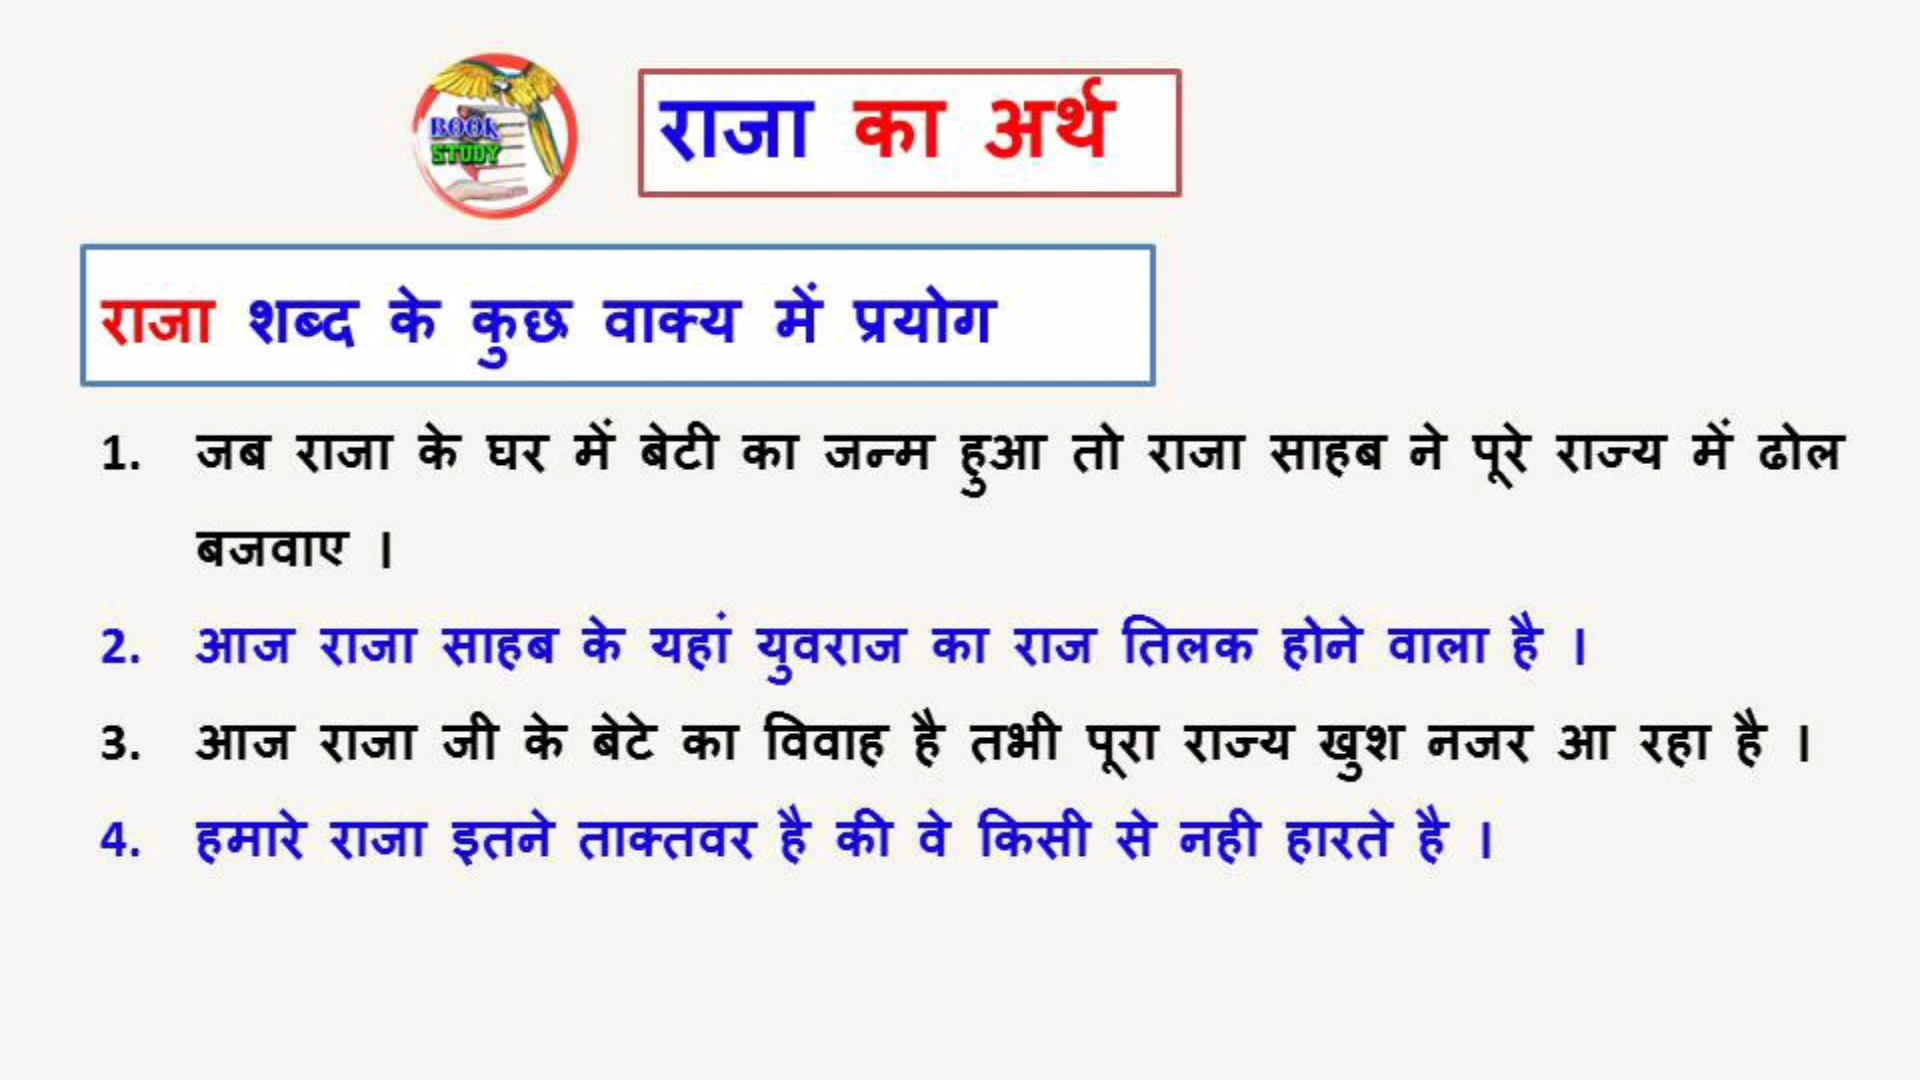 BOOK
STUDY
राजा का अर्थ
राजा शब्द के कुछ वाक्य में प्रयोग
1. जब राजा के घर में बेटी का जन्म हुआ तो राजा साहब ने पूरे राज्य में ढोल
बजवाए ।
2. आज राजा साहब के यहां युवराज का राज तिलक होने वाला है ।
3. आज राजा जी के बेटे का विवाह है तभी पूरा राज्य खुश नजर आ रहा है ।
4. हमारे राजा इतने ताक्तवर है की वे किसी से नही हारते है ।